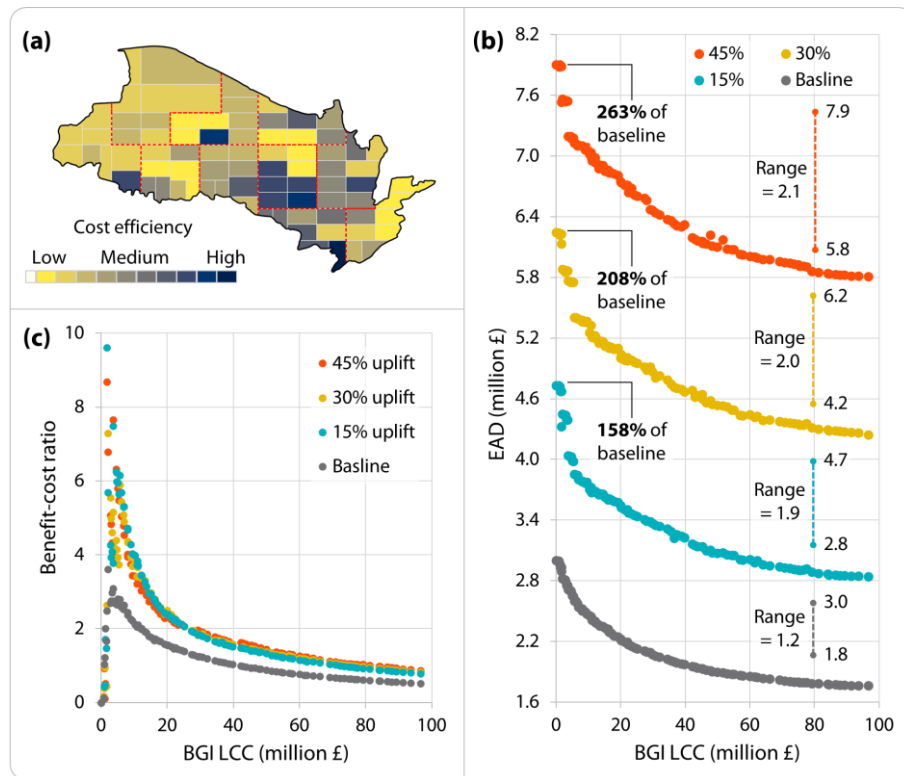 (a)
Cost efficiency
Low Medium High
(b)
8.2
7.6
7.0
6.4
5.8
5.2
4.6
4.0
3.4
2.8
2.2
1.6
EAD (million £)
45% 30%
15% Basline
263% of
baseline
208% of
baseline
158% of
baseline
7.9
Range
= 2.1
5.8
6.2
Range
= 2.0
4.2
4.7
Range
= 1.9
2.8
3.0
Range
= 1.2
1.8
0 20 40 60 80 100
BGI LCC (million £)
(c)
10
8
6
4
2
0
Benefit-cost ratio
45% uplift
30% uplift
15% uplift
Basline
0 20 40 60 80 100
BGI LCC (million £)